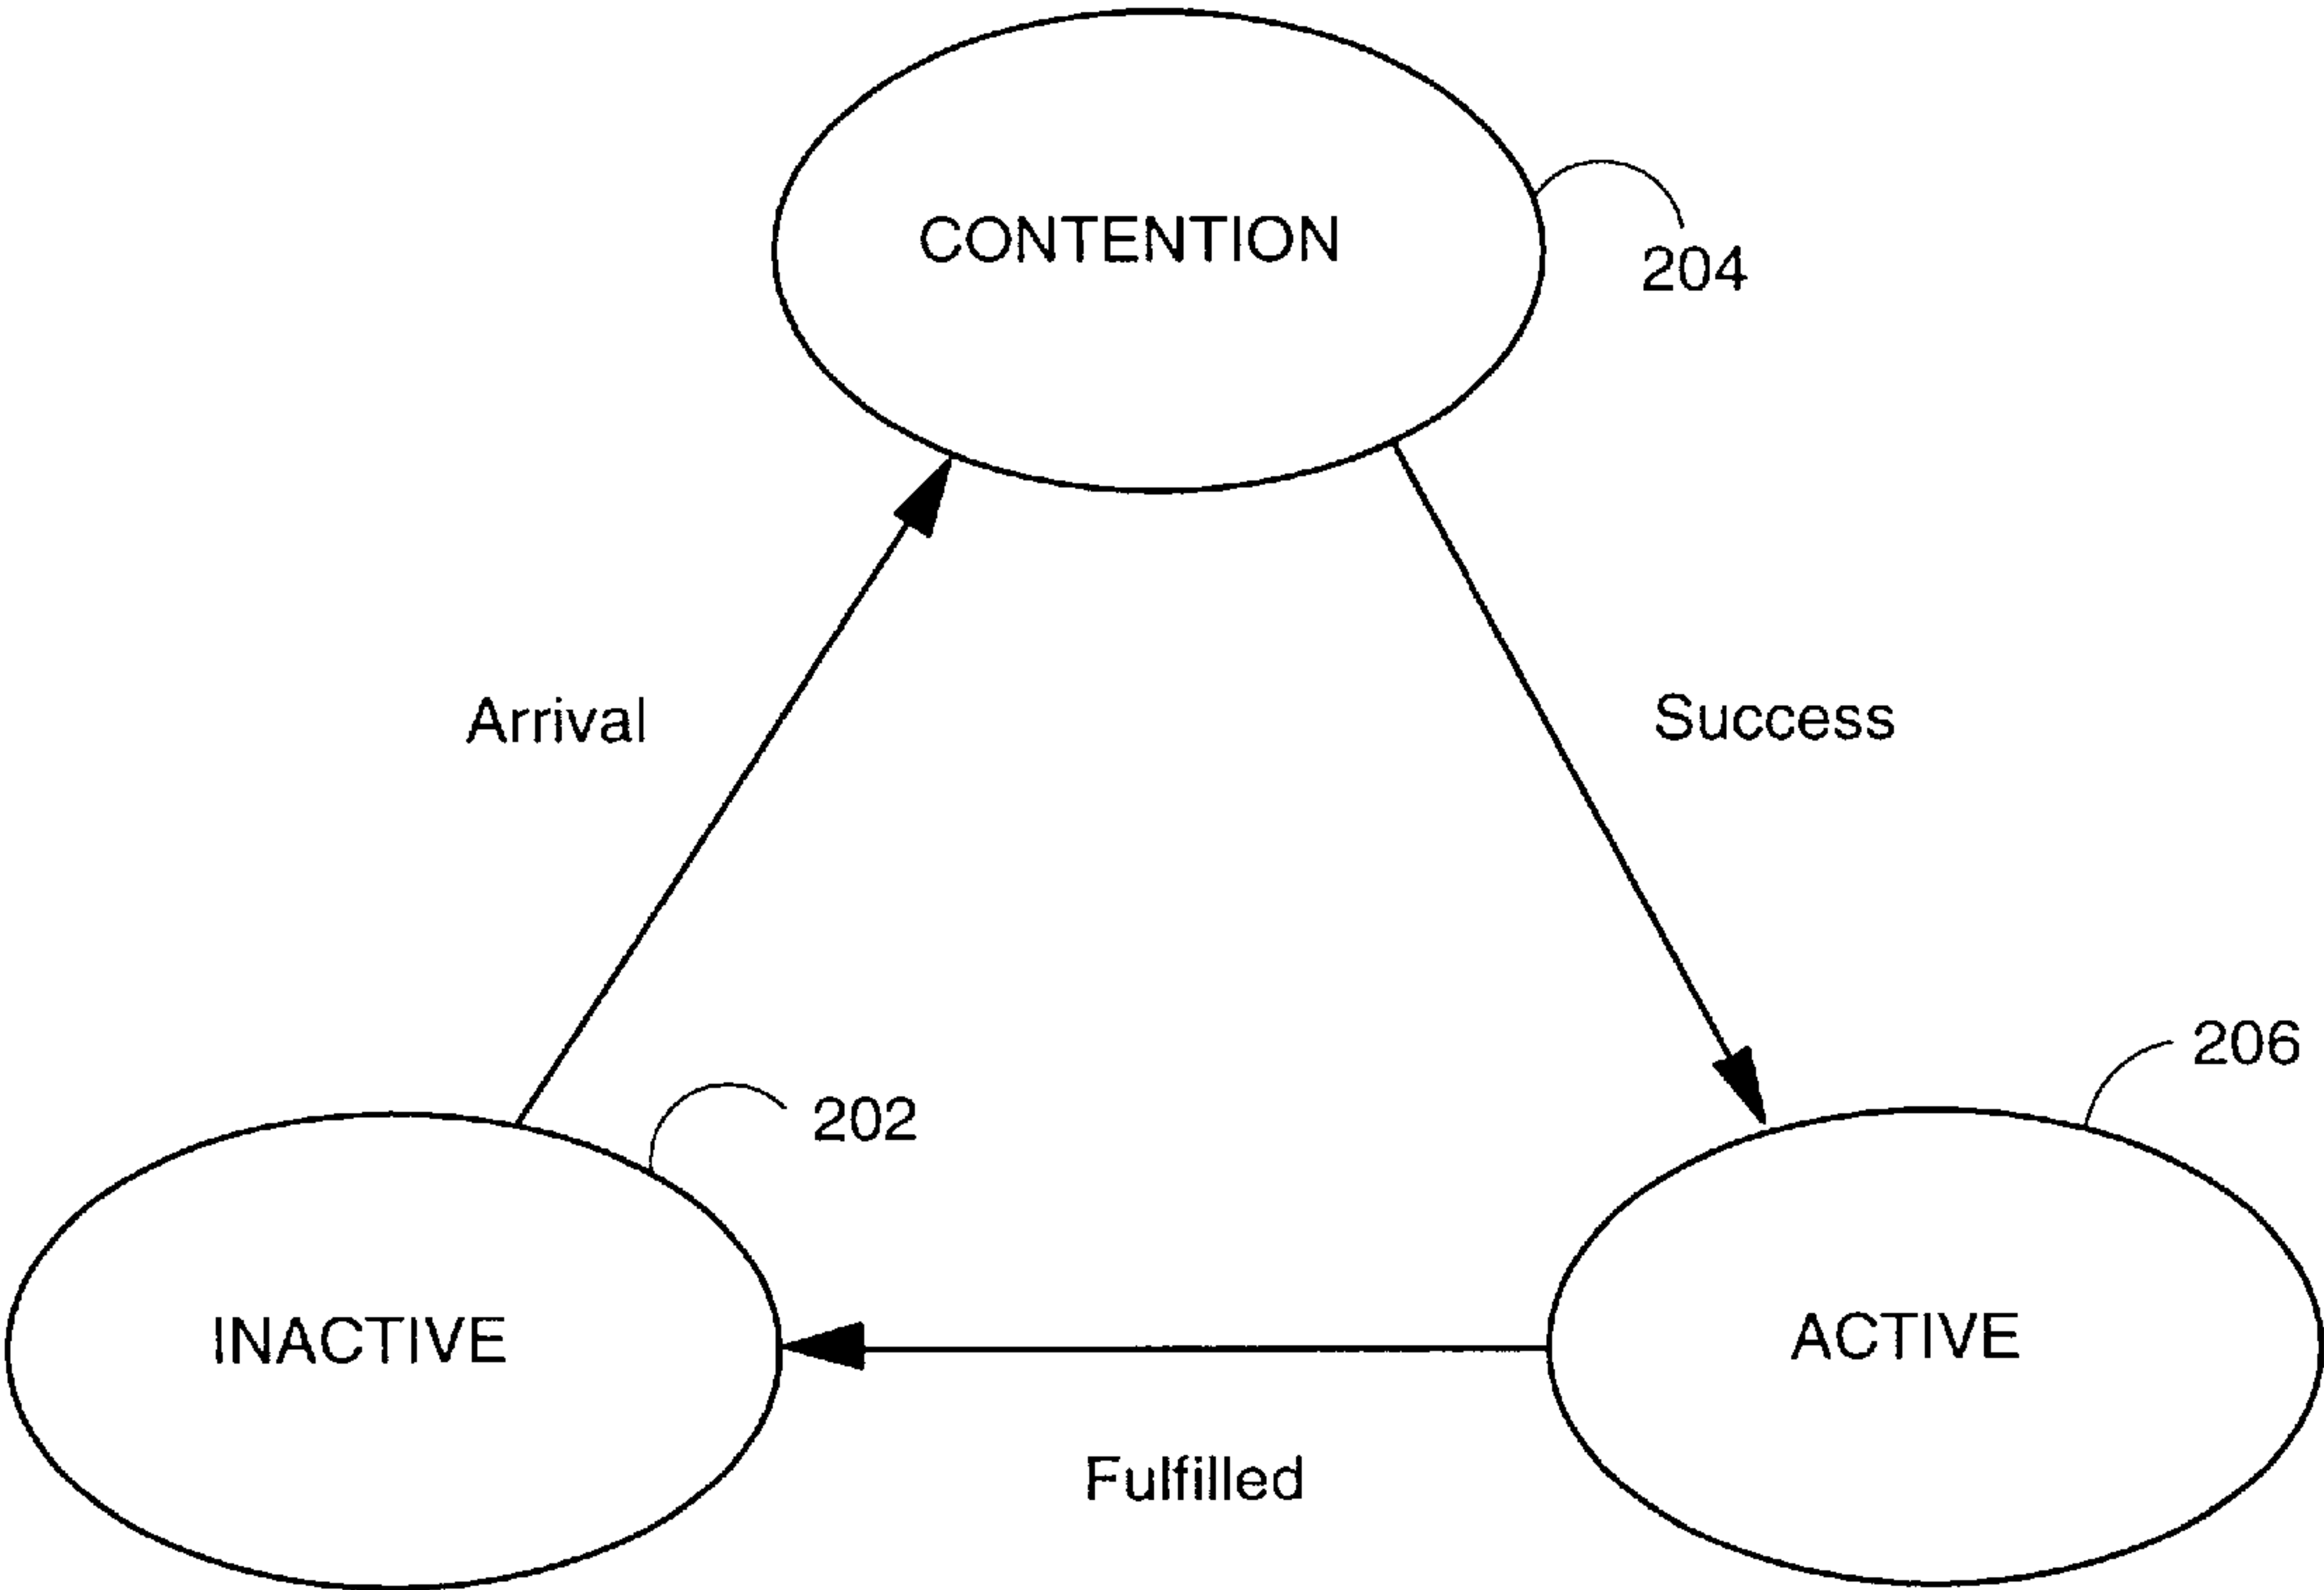 CONTENTION
204
Arrival
Success
206
202
INACTIVE
ACTIVE
Fulfilled